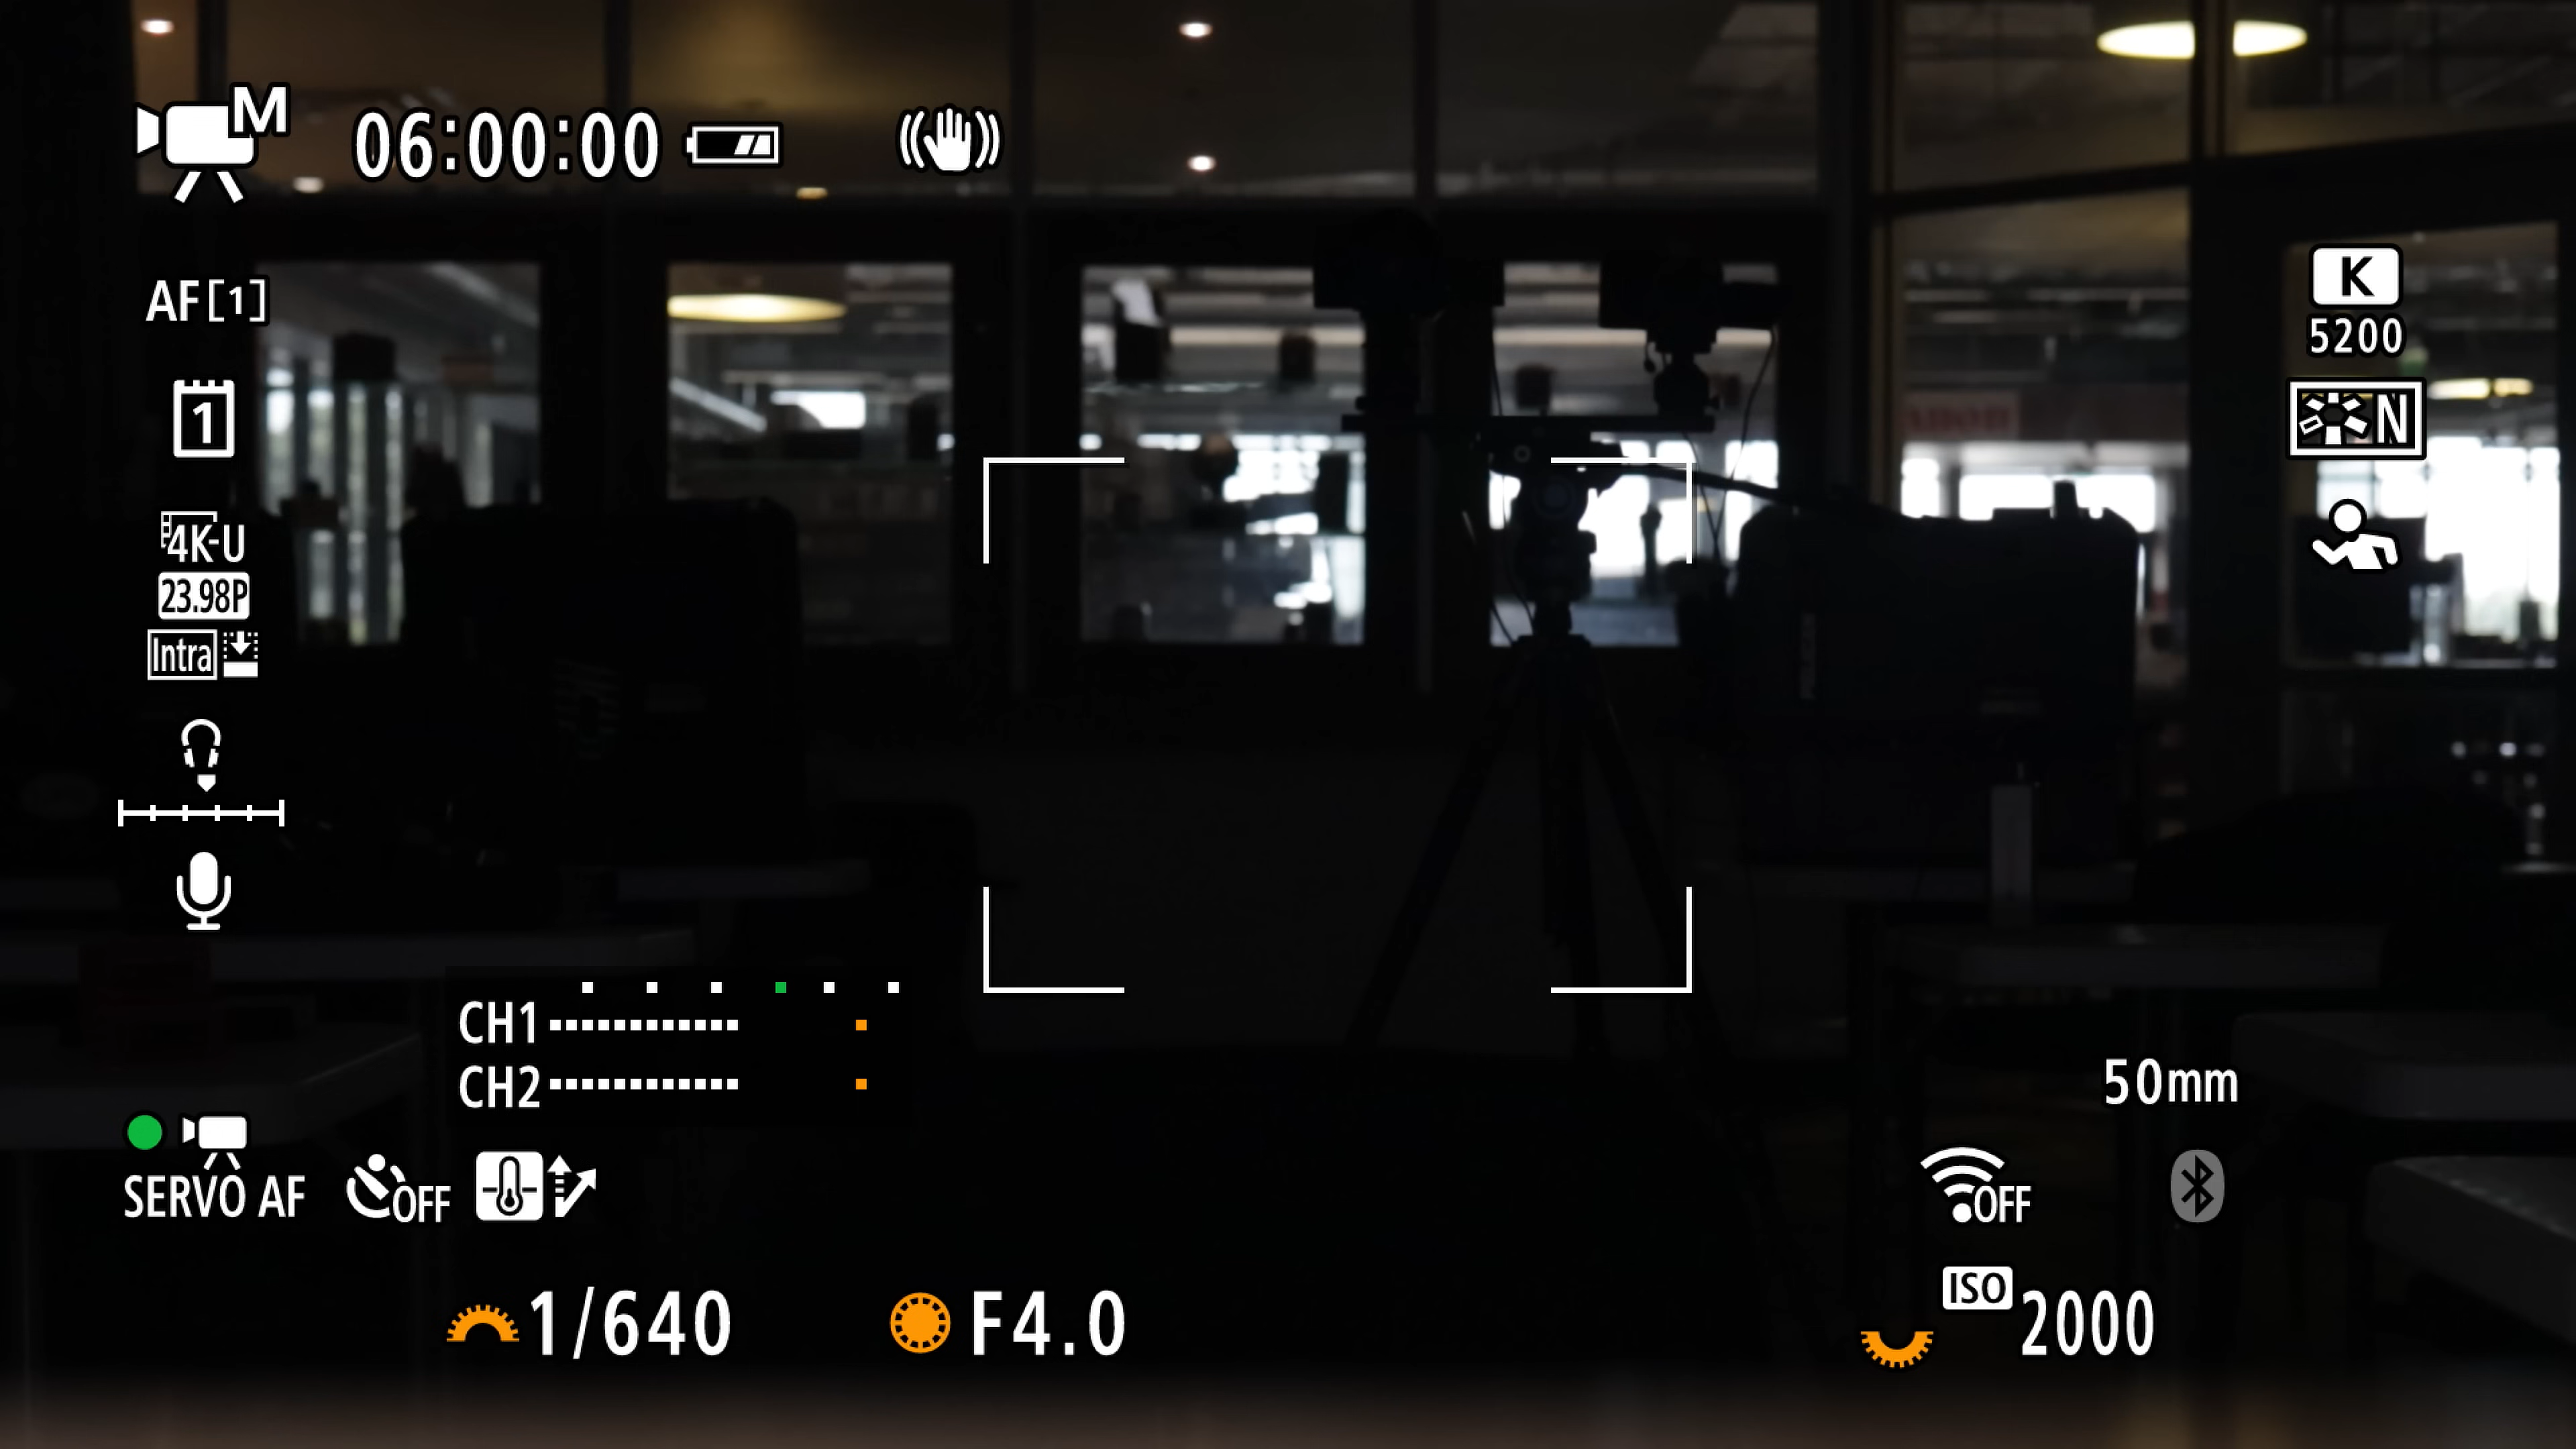 M
06:00:00
AF[1]
K
5200
1
N
4K-U
23.98P
Intra
CH1
CH2
50mm
SERVO AF
OFF
OFF
1/640
F4.0
ISO
2000